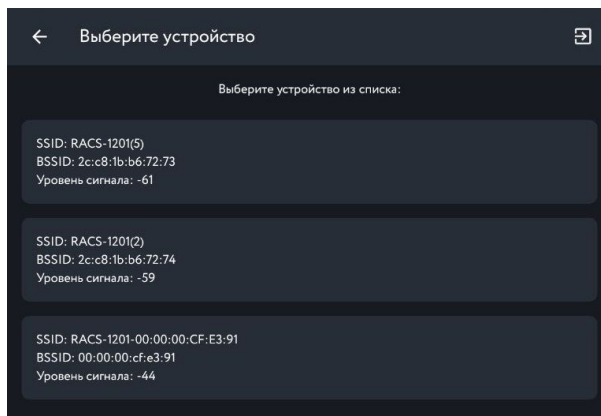 Выберите устройство
Выберите устройство из списка:
SSID: RACS-1201(5)
BSSID: 2c:c8:1b:b6:72:73
Уровень сигнала: -61
SSID: RACS-1201(2)
BSSID: 2c:c8:1b:b6:72:74
Уровень сигнала: -59
SSID: RACS-1201-00:00:00:CF:E3:91
BSSID: 00:00:00:cf:e3:91
Уровень сигнала: -44